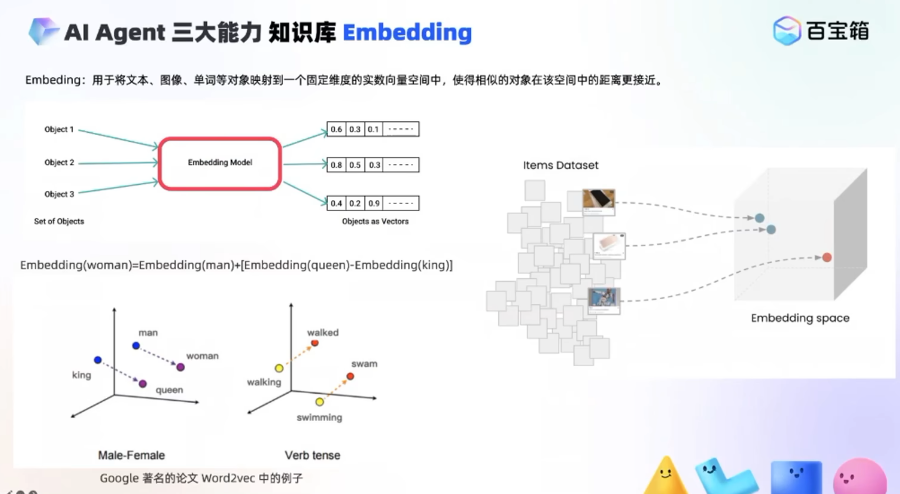 AI Agent 三大能力 知识库 Embedding
百宝箱
Embeding：用于将文本、图像、单词等对象映射到一个固定维度的实数向量空间中，使得相似的对象在该空间中的距离更接近。
Object 1
Object 2
Object 3
Set of Objects
Embedding Model
0.6 0.3 0.1 -----
0.8 0.5 0.3 -----
0.4 0.2 0.9 -----
Objects as Vectors
Embedding(woman)=Embedding(man)+[Embedding(queen)-Embedding(king)]
man
woman
king
queen
Male-Female
walked
swam
walking
swimming
Verb tense
Google 著名的论文 Word2vec 中的例子
Items Dataset
Embedding space